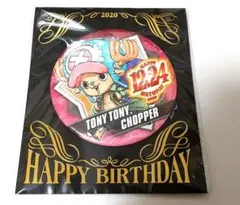 2020
HAPPY
12.24
BIRTHDAY
TONY TONY
CHOPPER
HAPPY BIRTHDAY